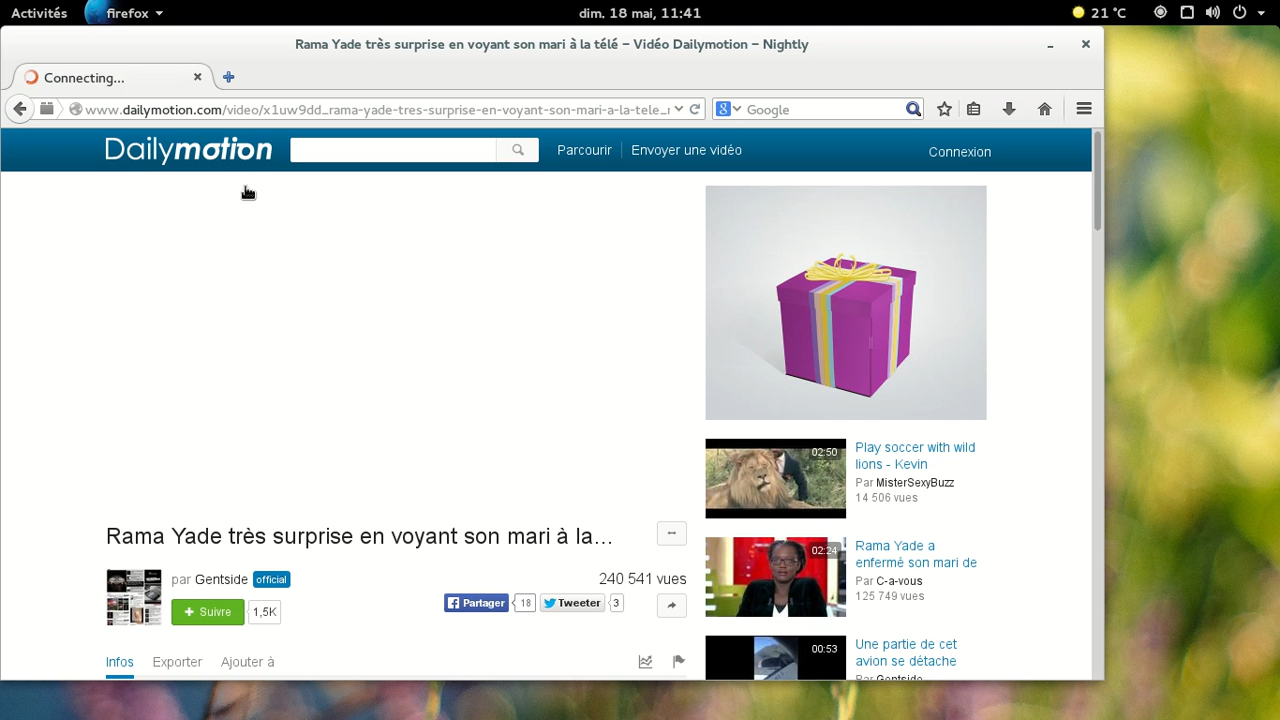 Activités
firefox
dim. 18 mai, 11:41
21 °C
Rama Yade très surprise en voyant son mari à la télé – Vidéo Dailymotion – Nightly
Connecting...
www.dailymotion.com/video/x1uw9dd_rama-yade-tres-surprise-en-voyant-son-mari-a-la-tele_
8
Google
Dailymotion
Parcourir
Envoyer une vidéo
Connexion
02:50
Play soccer with wild
lions - Kevin
Par MisterSexyBuzz
14 506 vues
Rama Yade très surprise en voyant son mari à la...
par Gentside official
240 541 vues
Suivre
1,5K
Partager
18
Tweeter
3
02:24
Rama Yade a
enfermé son mari de
Par C-a-vous
125 749 vues
Infos
Exporter
Ajouter à
00:53
Une partie de cet
avion se détache
Par Gentside